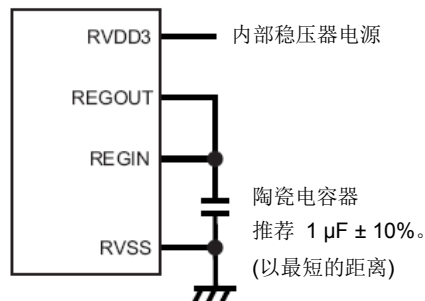 RVDD3 内部稳压器电源
REGOUT
REGIN
陶瓷电容器
推荐 1 µF ± 10%。
RVSS
(以最短的距离)